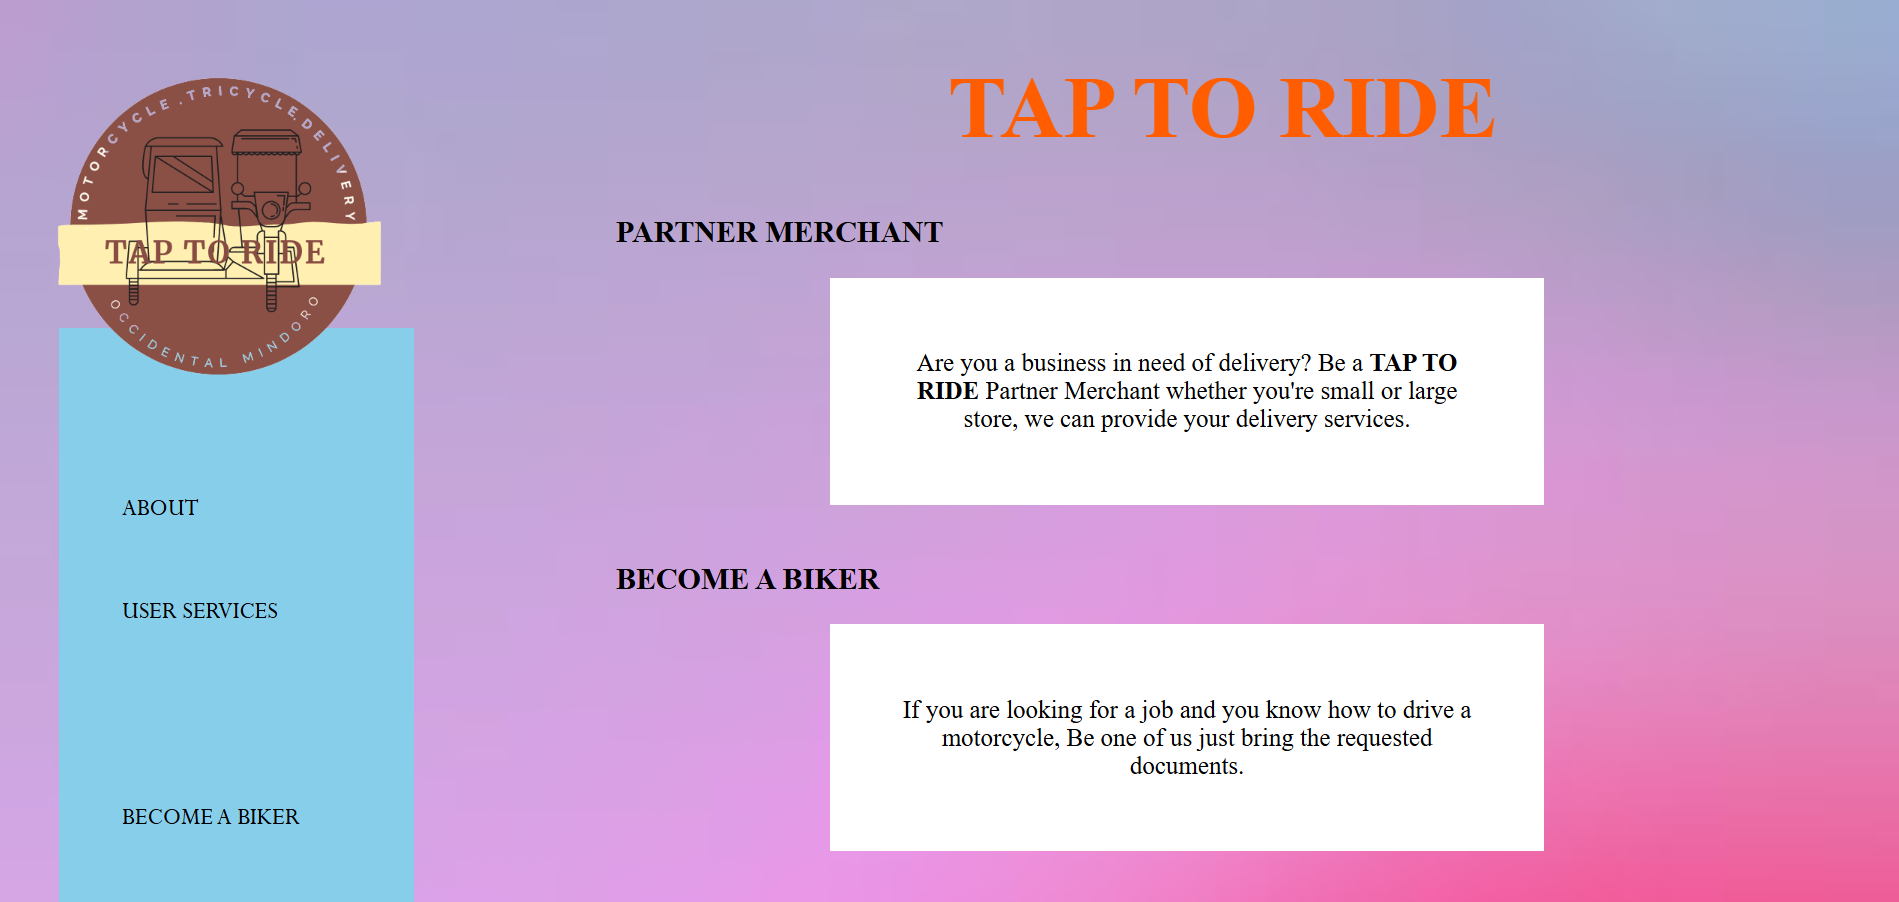 MOTORCYCLE.TRICYCLE.DELIVERY
TAP TO RIDE
OCCIDENTAL MINDORO
ABOUT
USER SERVICES
BECOME A BIKER
TAP TO RIDE
PARTNER MERCHANT
Are you a business in need of delivery? Be a TAP TO
RIDE Partner Merchant whether you're small or large
store, we can provide your delivery services.
BECOME A BIKER
If you are looking for a job and you know how to drive a
motorcycle, Be one of us just bring the requested
documents.